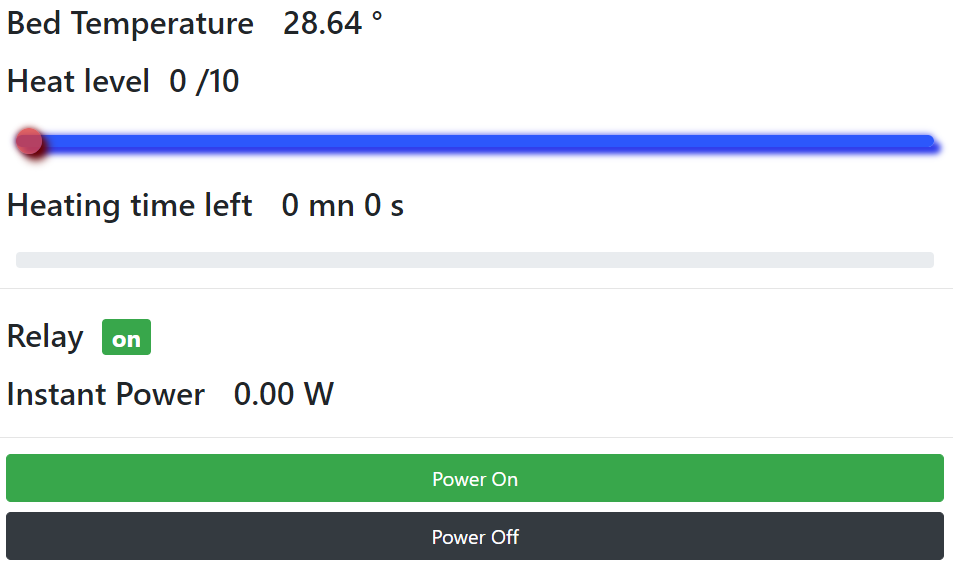 Bed Temperature 28.64 °
Heat level 0 /10
Heating time left 0 mn 0 s
Relay on
Instant Power 0.00 W
Power On
Power Off